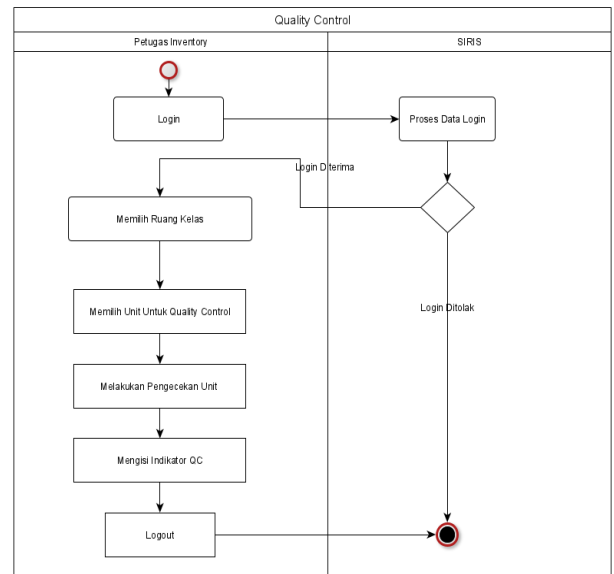 Quality Control
Petugas Inventory
SIRIS
Login
Proses Data Login
Login Diterima
Memilih Ruang Kelas
Memilih Unit Untuk Quality Control
Login Ditolak
Melakukan Pengecekan Unit
Mengisi Indikator QC
Logout